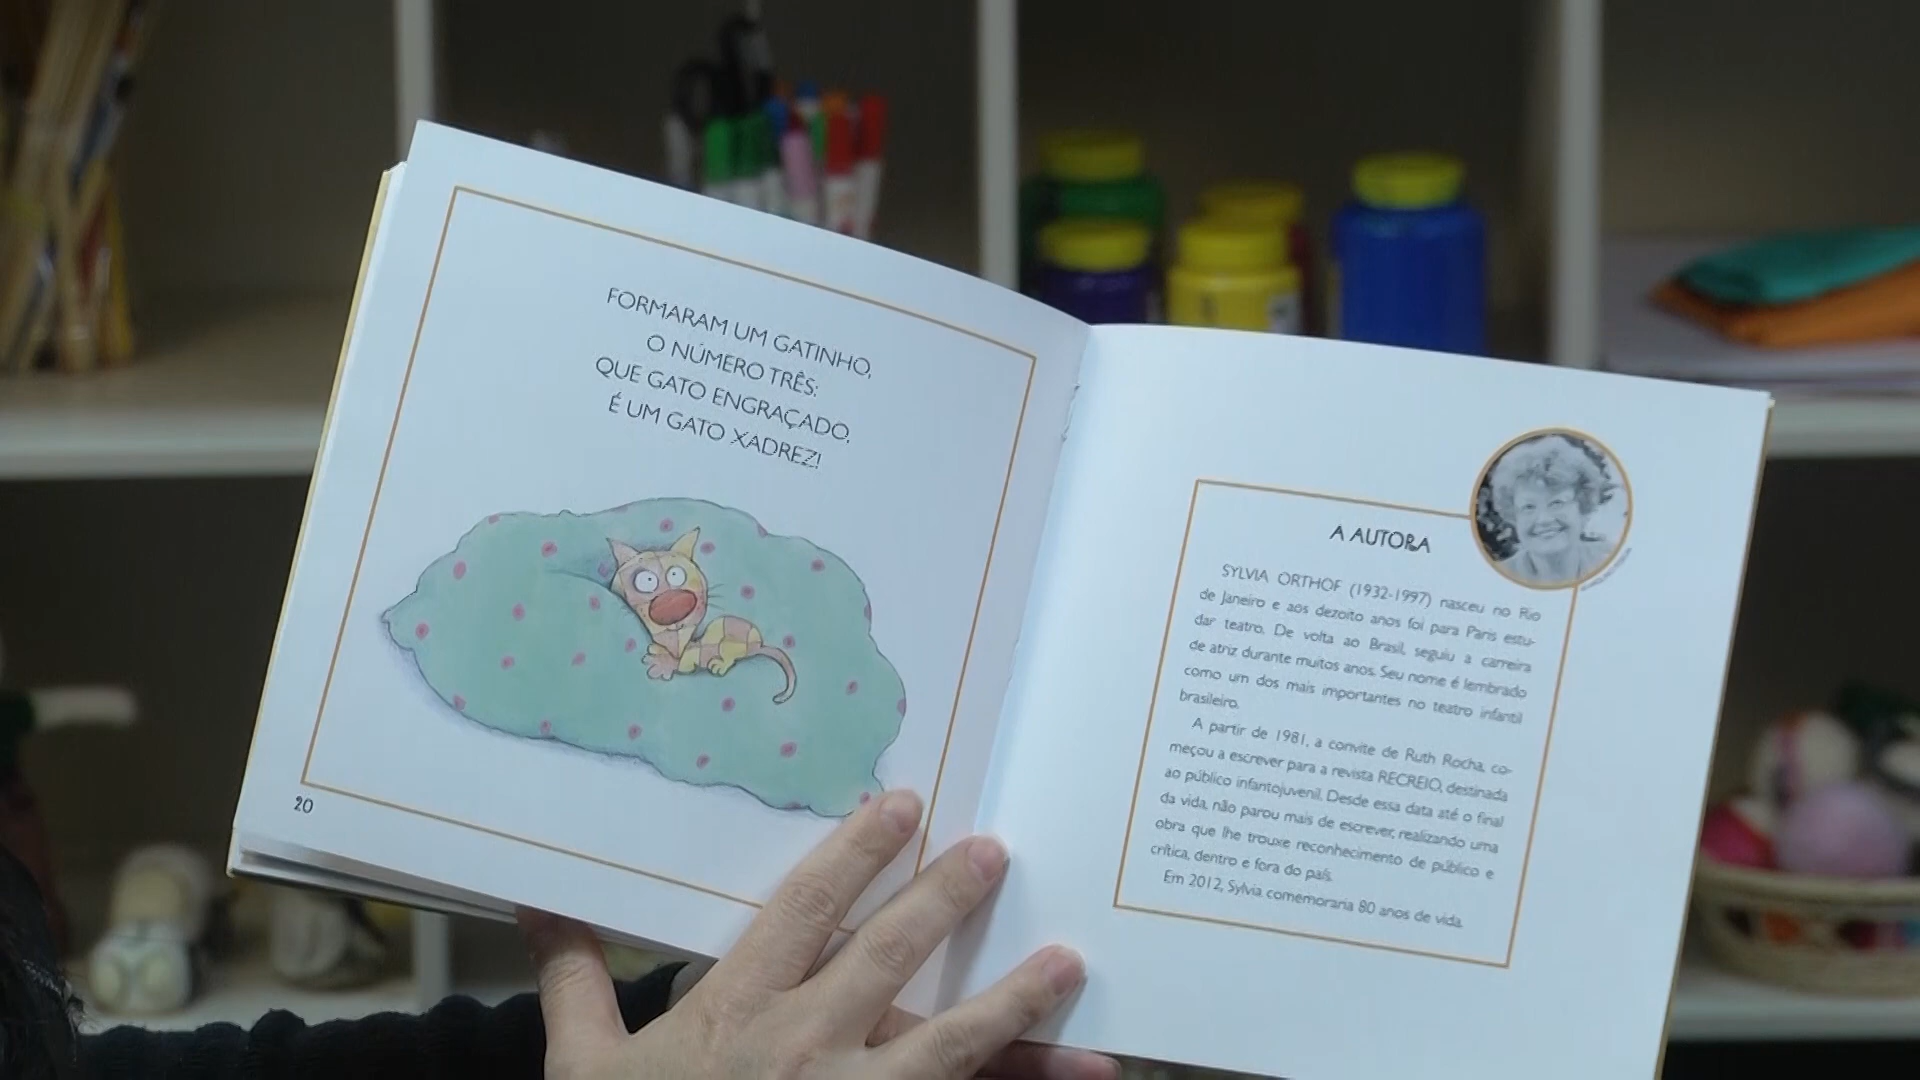 FORMARAM UM GATINHO,
O NÚMERO TRÊS:
QUE GATO ENGRAÇADO,
É UM GATO XADREZ!
20
A AUTORA
SYLVIA ORTHOF (1932-1997) nasceu no Rio
de Janeiro e aos dezoito anos foi para Paris estu-
dar teatro. De volta ao Brasil, seguiu a carreira
de atriz durante muitos anos. Seu nome é lembrado
como um dos mais importantes no teatro infantil
brasileiro.
A partir de 1981, a convite de Ruth Rocha, co-
meçou a escrever para a revista RECREIO, destinada
ao público infantojuvenil. Desde essa data até o final
da vida, não parou mais de escrever, realizando uma
obra que lhe trouxe reconhecimento de público e
crítica, dentro e fora do país.
Em 2012, Sylvia comemoraria 80 anos de vida.